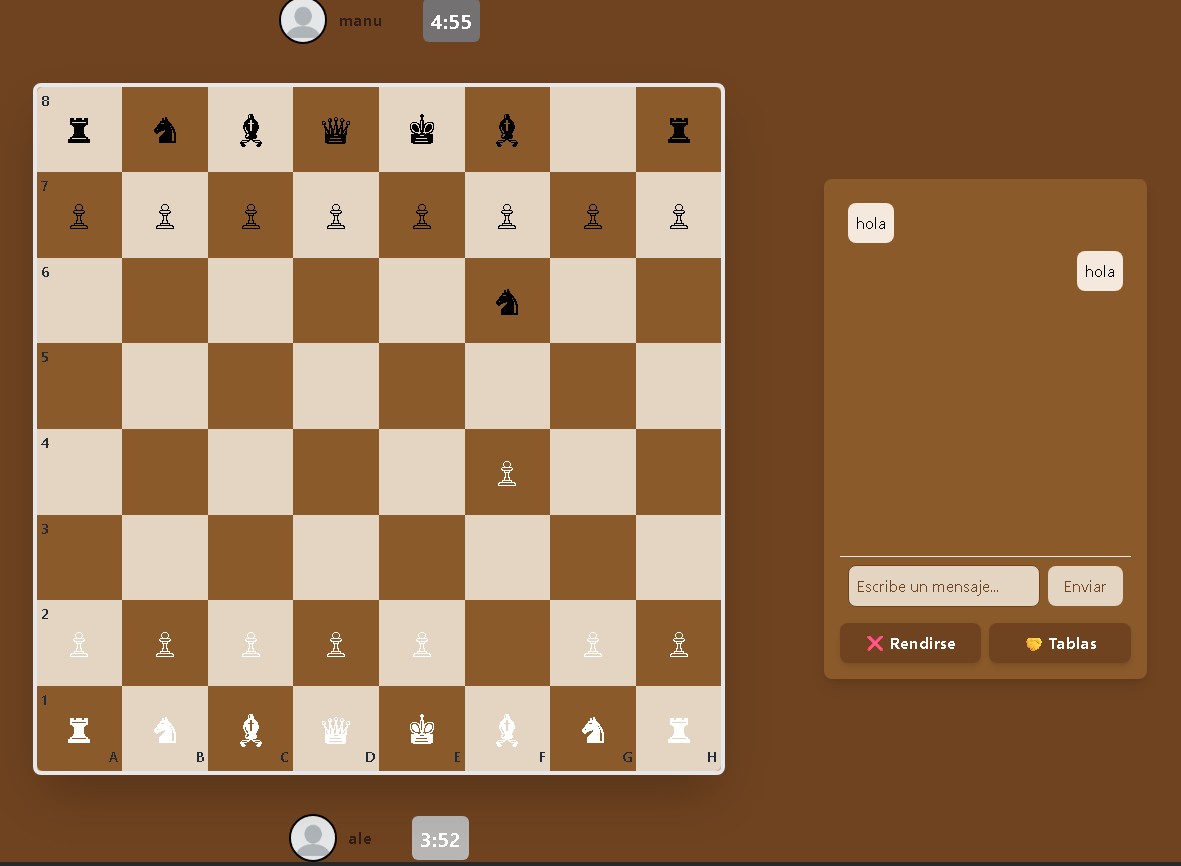 manu 4:55
8
7
6
5
4
3
2
1
A B C D E F G H
ale 3:52
hola
hola
Escribe un mensaje... Enviar
❌ Rendirse 🤝 Tablas